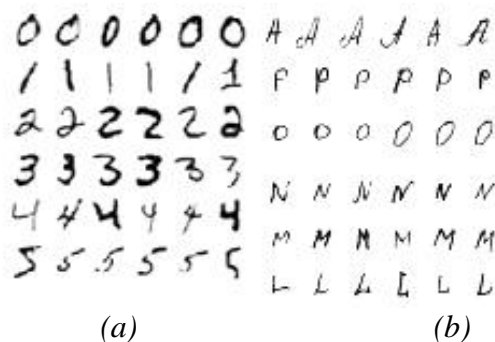 0 0 0 0 0 0
1 1 1 1 1 1
2 2 2 2 2 2
3 3 3 3 3 3
4 4 4 4 4 4
5 5 5 5 5 5
(a)
A A A A A A
P P P P P P
O O O O O O
N N N N N N
M M M M M M
L L L L L L
(b)